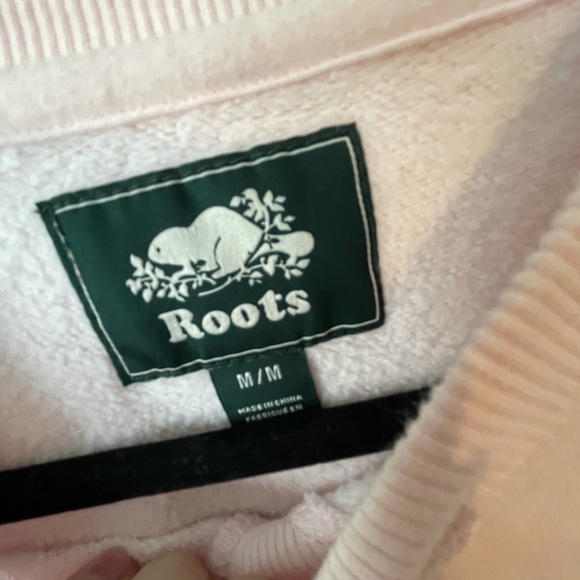 Roots
M/M
MADE IN CHINA
FABRIQUÉ EN